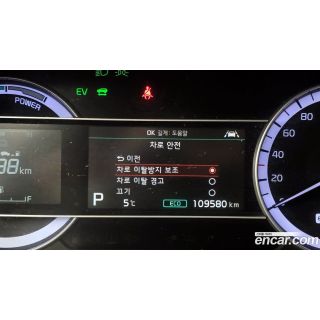 EV
POWER
OK 길게: 도움말
차로 안전
이전
차로 이탈방지 보조
차로 이탈 경고
끄기
P
5℃
ECO
109580 km
km
F
80
60
40
20
encar.com